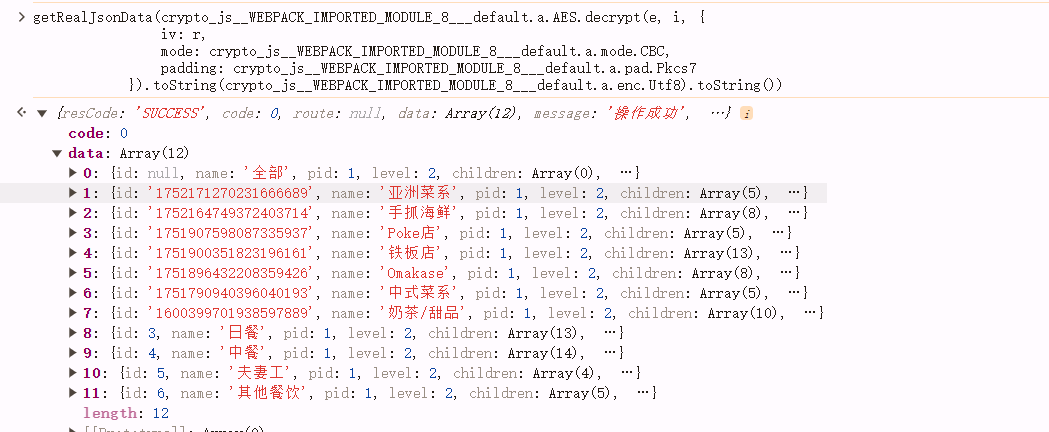 getRealJsonData(crypto_js__WEBPACK_IMPORTED_MODULE_8___default.a.AES.decrypt(e, i, {
iv: r,
mode: crypto_js__WEBPACK_IMPORTED_MODULE_8___default.a.mode.CBC,
padding: crypto_js__WEBPACK_IMPORTED_MODULE_8___default.a.pad.Pkcs7
}).toString(crypto_js__WEBPACK_IMPORTED_MODULE_8___default.a.enc.Utf8).toString())
{resCode: 'SUCCESS', code: 0, route: null, data: Array(12), message: '操作成功', …}
code: 0
data: Array(12)
0: {id: null, name: '全部', pid: 1, level: 2, children: Array(0), …}
1: {id: '1752171270231666689', name: '亚洲菜系', pid: 1, level: 2, children: Array(5), …}
2: {id: '1752164749372403714', name: '手抓海鲜', pid: 1, level: 2, children: Array(8), …}
3: {id: '1751907598087335937', name: 'Poke店', pid: 1, level: 2, children: Array(5), …}
4: {id: '1751900351823196161', name: '铁板店', pid: 1, level: 2, children: Array(13), …}
5: {id: '1751896432208359426', name: 'Omakase', pid: 1, level: 2, children: Array(8), …}
6: {id: '1751790940396040193', name: '中式菜系', pid: 1, level: 2, children: Array(5), …}
7: {id: '1600399701938597889', name: '奶茶/甜品', pid: 1, level: 2, children: Array(10), …}
8: {id: 3, name: '日餐', pid: 1, level: 2, children: Array(13), …}
9: {id: 4, name: '中餐', pid: 1, level: 2, children: Array(14), …}
10: {id: 5, name: '夫妻工', pid: 1, level: 2, children: Array(4), …}
11: {id: 6, name: '其他餐饮', pid: 1, level: 2, children: Array(5), …}
length: 12